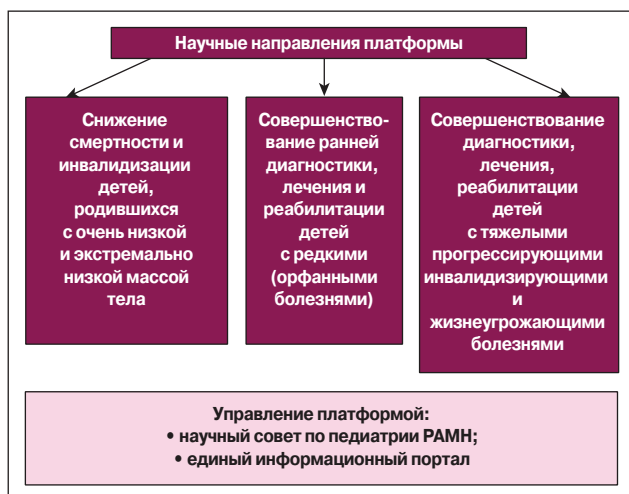 Научные направления платформы
Снижение
смертности и
инвалидизации
детей,
родившихся
с очень низкой
и экстремально
низкой массой
тела
Совершенство-
вание ранней
диагностики,
лечения и
реабилитации
детей
с редкими
(орфанными
болезнями)
Совершенствование
диагностики,
лечения,
реабилитации
детей
с тяжелыми
прогрессирующими
инвалидизирующими
и
жизнеугрожающими
болезнями
Управление платформой:
• научный совет по педиатрии РАМН;
• единый информационный портал